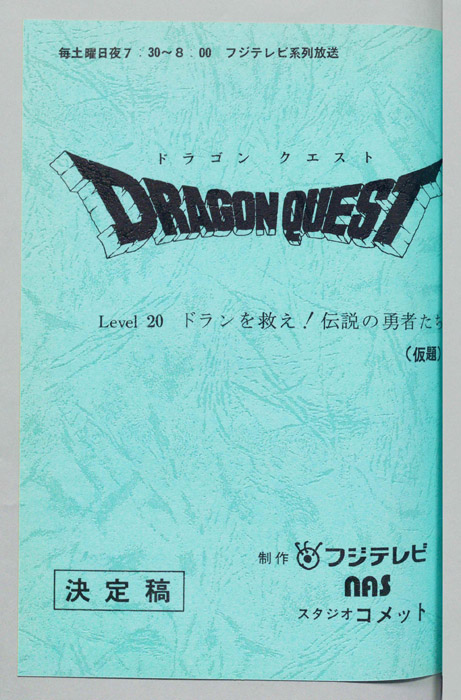 毎土曜日夜7:30〜8:00 フジテレビ系列放送
ドラゴン クエスト
DRAGON QUEST
Level 20 ドランを救え!伝説の勇者たち
(仮題)
制作 フジテレビ
nas
スタジオコメット
決定稿